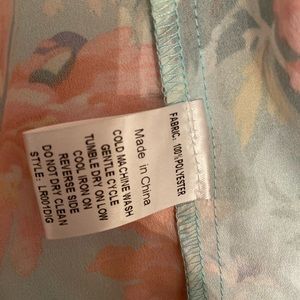 FABRIC: 100%POLYESTER
Made in China
COLD MACHINE WASH
GENTLE CYCLE
TUMBLE DRY ON LOW
COOL IRON ON
REVERSE SIDE
DO NOT DRY CLEAN
STYLE: LR001DIG